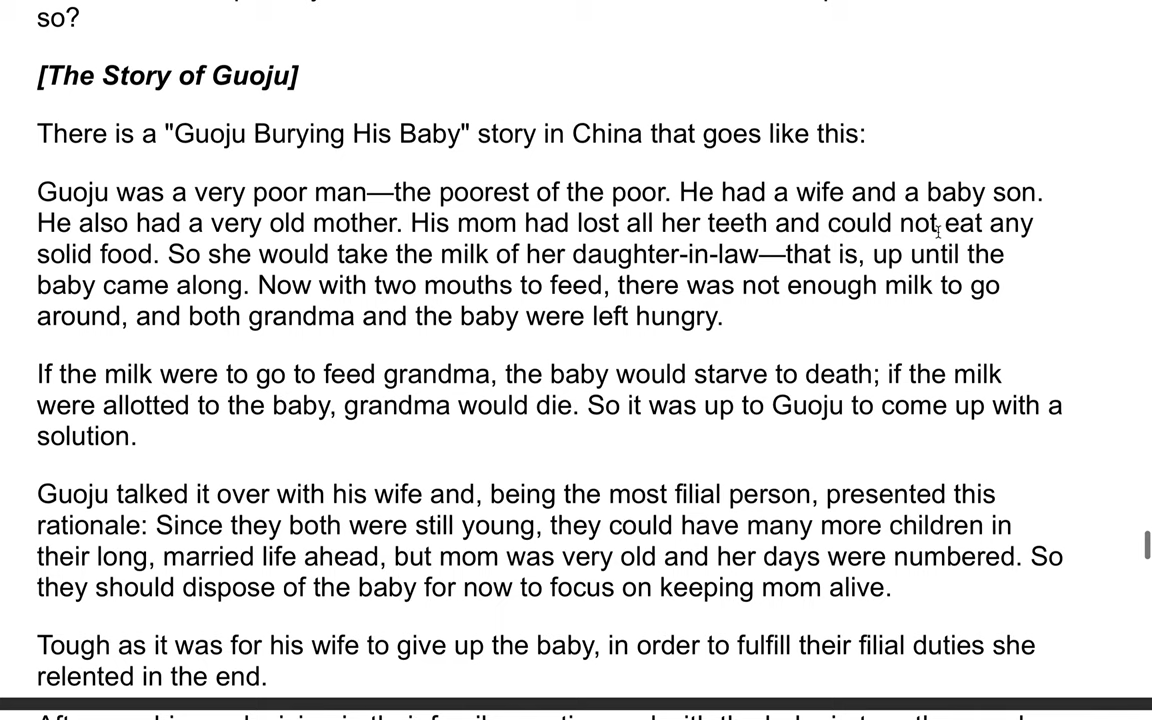 so?
[The Story of Guoju]
There is a "Guoju Burying His Baby" story in China that goes like this:
Guoju was a very poor man—the poorest of the poor. He had a wife and a baby son.
He also had a very old mother. His mom had lost all her teeth and could not eat any
solid food. So she would take the milk of her daughter-in-law—that is, up until the
baby came along. Now with two mouths to feed, there was not enough milk to go
around, and both grandma and the baby were left hungry.
If the milk were to go to feed grandma, the baby would starve to death; if the milk
were allotted to the baby, grandma would die. So it was up to Guoju to come up with a
solution.
Guoju talked it over with his wife and, being the most filial person, presented this
rationale: Since they both were still young, they could have many more children in
their long, married life ahead, but mom was very old and her days were numbered. So
they should dispose of the baby for now to focus on keeping mom alive.
Tough as it was for his wife to give up the baby, in order to fulfill their filial duties she
relented in the end.